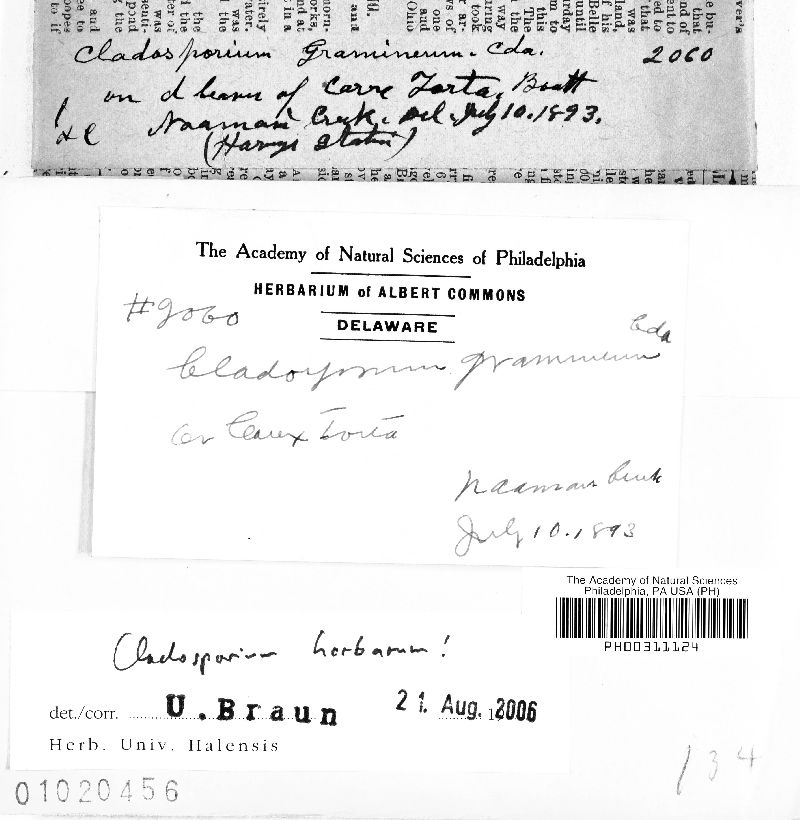 Cladosporium Gramineum - Cda. 2060
on d leaves of Carex Torta, Boott
Naaman's Creek. Del. July 10. 1893.
The Academy of Natural Sciences of Philadelphia
HERBARIUM of ALBERT COMMONS
#2060
DELAWARE
Cladosporium gramineum Cda
on Carex Torta
Naaman Creek
July 10. 1893
The Academy of Natural Sciences
Philadelphia, PA USA (PH)
PH00311124
Cladosporium herbarum!
det./corr. U. Braun 21. Aug. 2006
Herb. Univ. Halensis
134
01020456